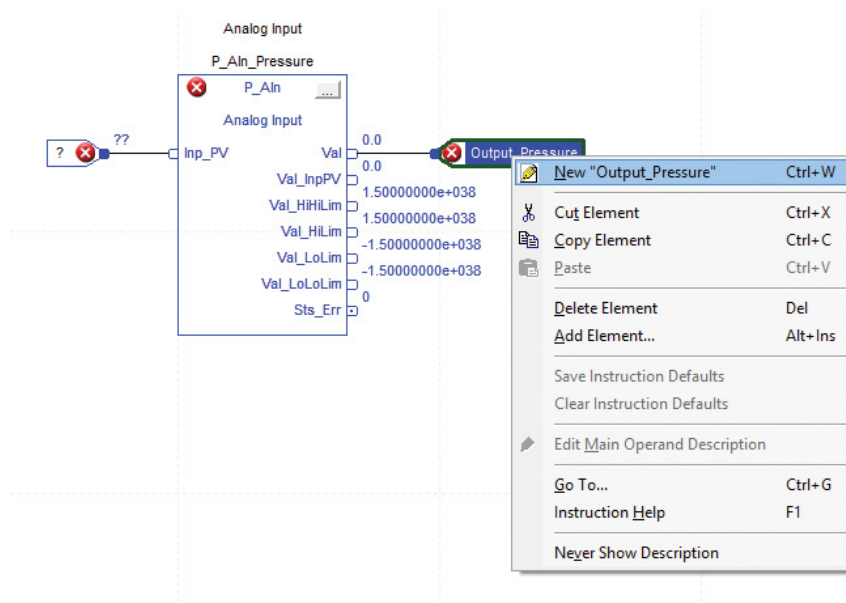 Analog Input
P_AIn_Pressure
P_AIn
...
Analog Input
?
??
Inp_PV
Val
0.0
Output_Pressure
Val_InpPV
0.0
Val_HiHiLim
1.50000000e+038
Val_HiLim
1.50000000e+038
Val_LoLim
-1.50000000e+038
Val_LoLoLim
-1.50000000e+038
Sts_Err
0
New "Output_Pressure" Ctrl+W
Cut Element Ctrl+X
Copy Element Ctrl+C
Paste Ctrl+V
Delete Element Del
Add Element... Alt+Ins
Save Instruction Defaults
Clear Instruction Defaults
Edit Main Operand Description
Go To... Ctrl+G
Instruction Help F1
Never Show Description